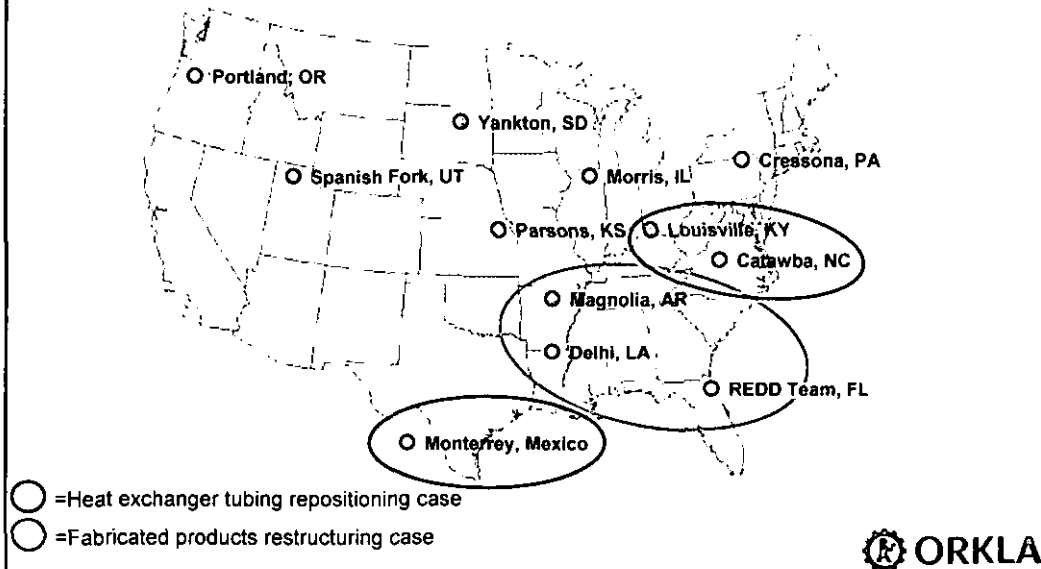 Portland, OR
Yankton, SD
Cressona, PA
Spanish Fork, UT
Morris, IL
Parsons, KS
Louisville, KY
Catawba, NC
Magnolia, AR
Delhi, LA
REDD Team, FL
Monterrey, Mexico
=Heat exchanger tubing repositioning case
=Fabricated products restructuring case
ORKLA